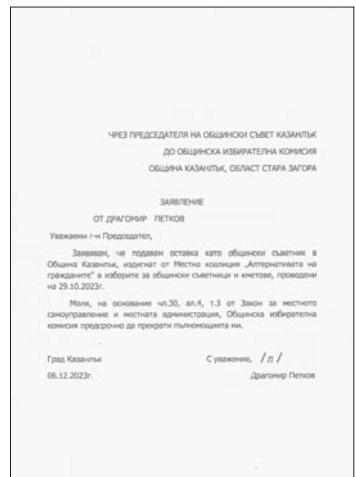 ЧРЕЗ ПРЕДСЕДАТЕЛЯ НА ОБЩИНСКИ СЪВЕТ КАЗАНЛЪК
ДО ОБЩИНСКА ИЗБИРАТЕЛНА КОМИСИЯ
ОБЩИНА КАЗАНЛЪК, ОБЛАСТ СТАРА ЗАГОРА
ЗАЯВЛЕНИЕ
ОТ ДРАГОМИР ПЕТКОВ
Уважаеми г-н Председател,
Заявявам, че подавам оставка като общински съветник в
Община Казанлък, издигнат от Местна коалиция „Алтернативата на
гражданите" в изборите за общински съветници и кметове, проведени
на 29.10.2023г.
Моля, на основание чл.30, ал.4, т.3 от Закон за местното
самоуправление и местната администрация, Общинска избирателна
комисия предсрочно да прекрати пълномощията ми.
Град Казанлък С уважение, /п/
06.12.2023г. Драгомир Петков